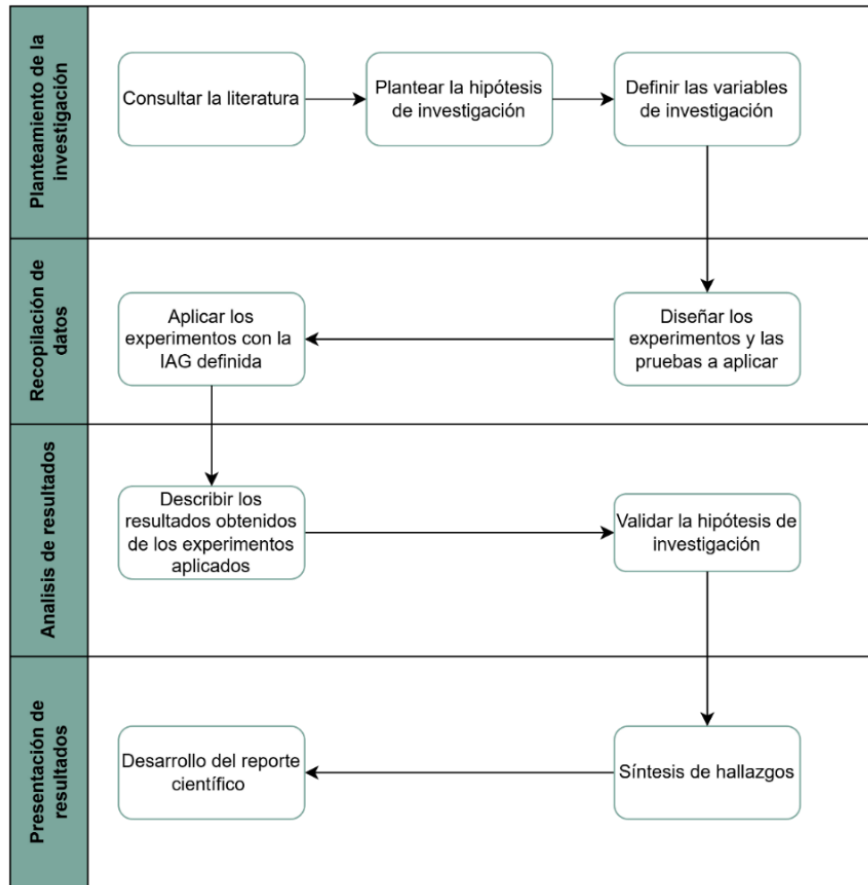 Planteamiento de la
investigación
Consultar la literatura
Plantear la hipótesis
de investigación
Definir las variables
de investigación
Recopilación de
datos
Aplicar los
experimentos con la
IAG definida
Diseñar los
experimentos y las
pruebas a aplicar
Analisis de resultados
Describir los
resultados obtenidos
de los experimentos
aplicados
Validar la hipótesis de
investigación
Presentación de
resultados
Desarrollo del reporte
científico
Síntesis de hallazgos